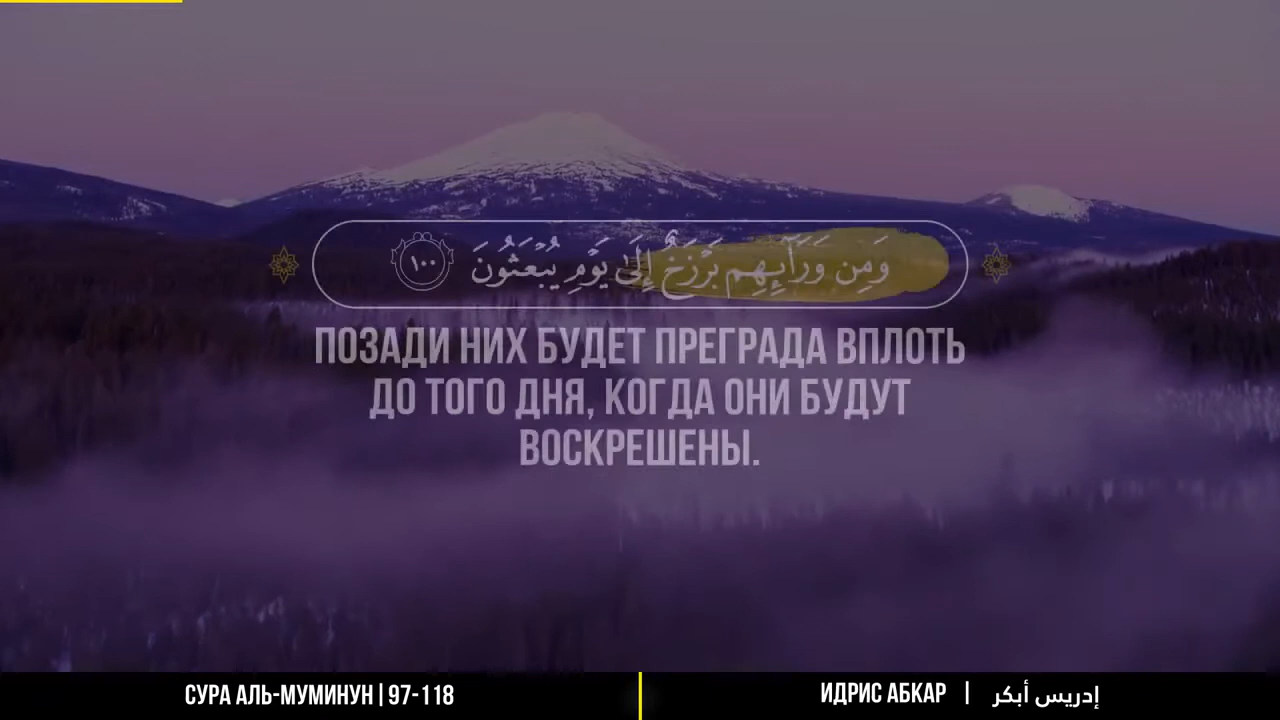 وَمِن وَرَآئِهِم بَرْزَخٌ إِلَىٰ يَوْمِ يُبْعَثُونَ ١٠٠
ПОЗАДИ НИХ БУДЕТ ПРЕГРАДА ВПЛОТЬ
ДО ТОГО ДНЯ, КОГДА ОНИ БУДУТ
ВОСКРЕШЕНЫ.
СУРА АЛЬ-МУМИНУН | 97-118
ИДРИС АБКАР | إدريس أبكر